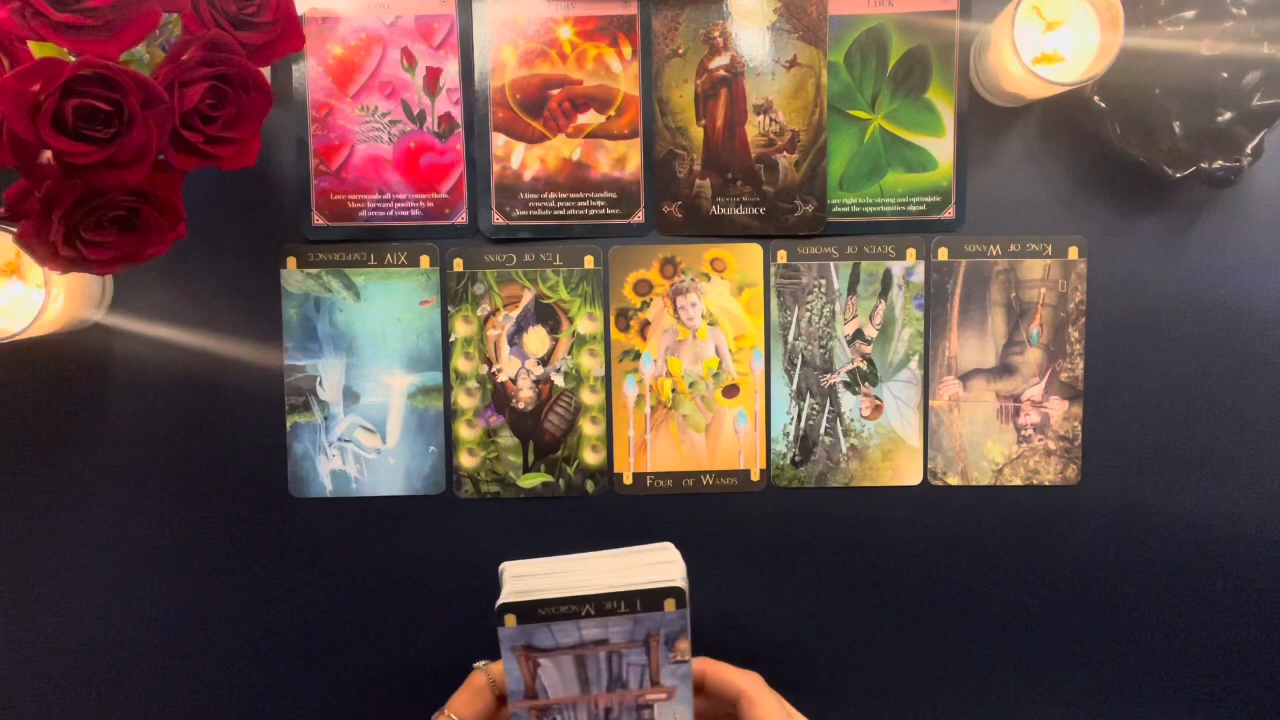 LOVE
Love surrounds all your connections.
Move forward positively in
all areas of your life.
A time of divine understanding,
renewal, peace and hope.
You radiate and attract great love.
HUNTER MOON
Abundance
LUCK
are right to be strong and optimistic
about the opportunities ahead.
XIV TEMPERANCE
TEN OF COINS
FOUR OF WANDS
SEVEN OF SWORDS
KING OF WANDS
I THE MAGICIAN